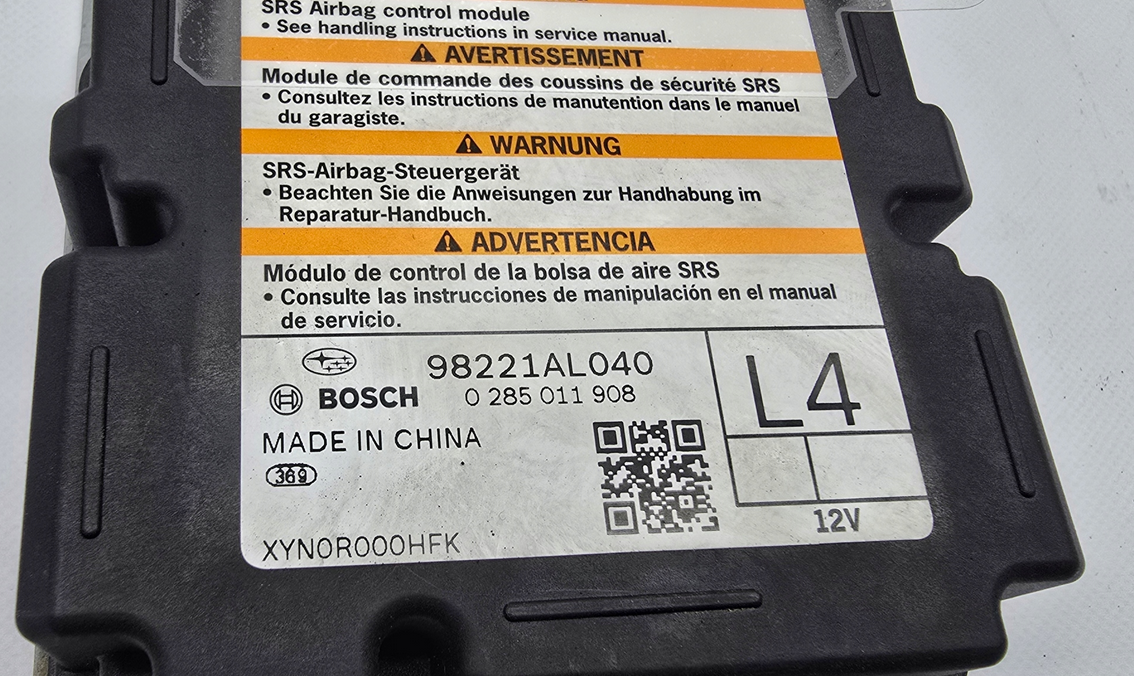 SRS Airbag control module
• See handling instructions in service manual.
⚠ AVERTISSEMENT
Module de commande des coussins de sécurité SRS
• Consultez les instructions de manutention dans le manuel
du garagiste.
⚠ WARNUNG
SRS-Airbag-Steuergerät
• Beachten Sie die Anweisungen zur Handhabung im
Reparatur-Handbuch.
⚠ ADVERTENCIA
Módulo de control de la bolsa de aire SRS
• Consulte las instrucciones de manipulación en el manual
de servicio.
98221AL040
L4
BOSCH 0 285 011 908
MADE IN CHINA
369
12V
XYN0R000HFK